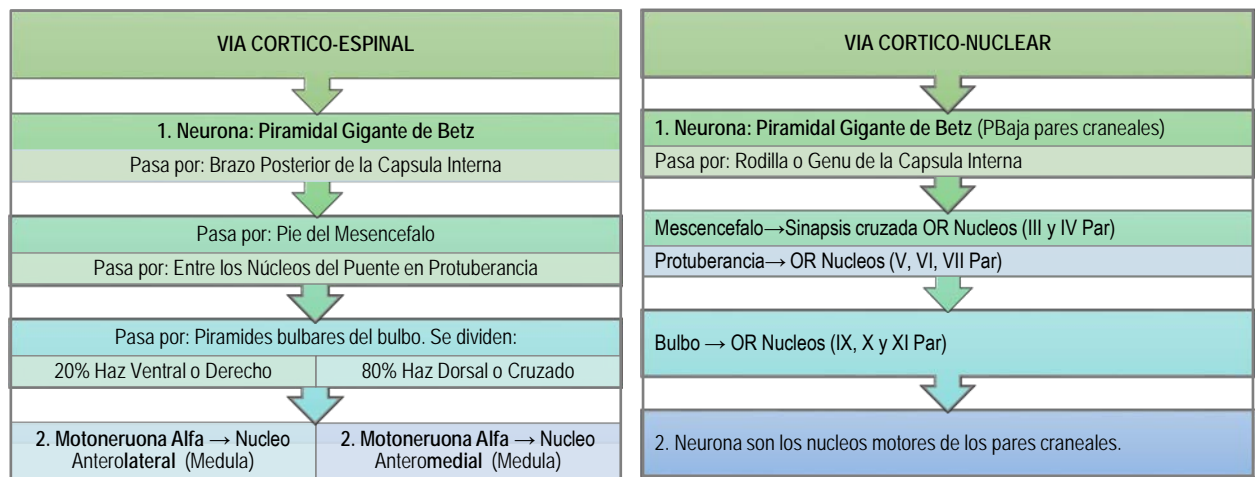 VIA CORTICO-ESPINAL
1. Neurona: Piramidal Gigante de Betz
Pasa por: Brazo Posterior de la Capsula Interna
Pasa por: Pie del Mesencefalo
Pasa por: Entre los Núcleos del Puente en Protuberancia
Pasa por: Piramides bulbares del bulbo. Se dividen:
20% Haz Ventral o Derecho
80% Haz Dorsal o Cruzado
2. Motoneruona Alfa → Nucleo
Anterolateral (Medula)
2. Motoneruona Alfa → Nucleo
Anteromedial (Medula)
VIA CORTICO-NUCLEAR
1. Neurona: Piramidal Gigante de Betz (PBaja pares craneales)
Pasa por: Rodilla o Genu de la Capsula Interna
Mescencefalo→Sinapsis cruzada OR Nucleos (III y IV Par)
Protuberancia→ OR Nucleos (V, VI, VII Par)
Bulbo → OR Nucleos (IX, X y XI Par)
2. Neurona son los nucleos motores de los pares craneales.